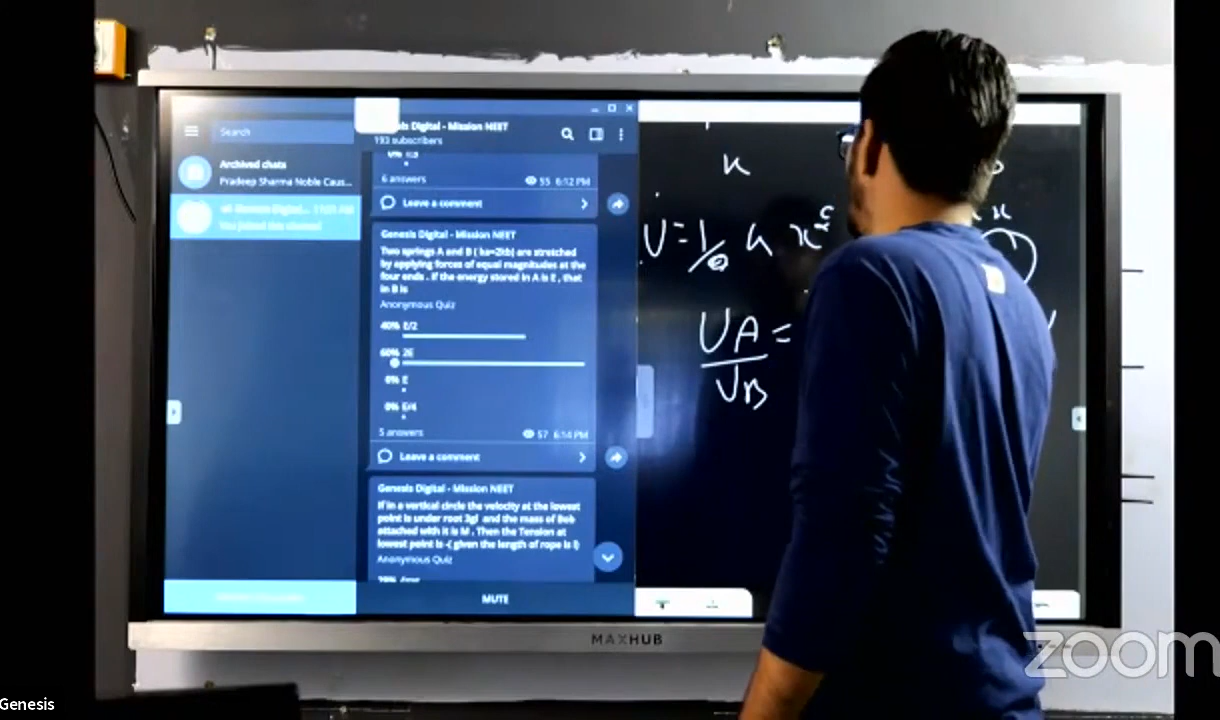 Search
Archived chats
Pradeep Sharma Noble Caus...
Digital - Mission NEET
193 subscribers
6 answers
55 6:12 PM
Leave a comment
Genesis Digital - Mission NEET
Two springs A and B ( ka=2kb) are stretched
by applying forces of equal magnitudes at the
four ends . If the energy stored in A is E , that
in B is
Anonymous Quiz
40% E/2
60% 2E
0% E
0% E/4
5 answers
57 6:14 PM
Leave a comment
Genesis Digital - Mission NEET
If in a vertical circle the velocity at the lowest
point is under root 3gl and the mass of Bob
attached with it is M . Then the Tension at
lowest point is -( given the length of rope is l)
Anonymous Quiz
MUTE
U =
UA =
UB
MAXHUB
zoom
Genesis